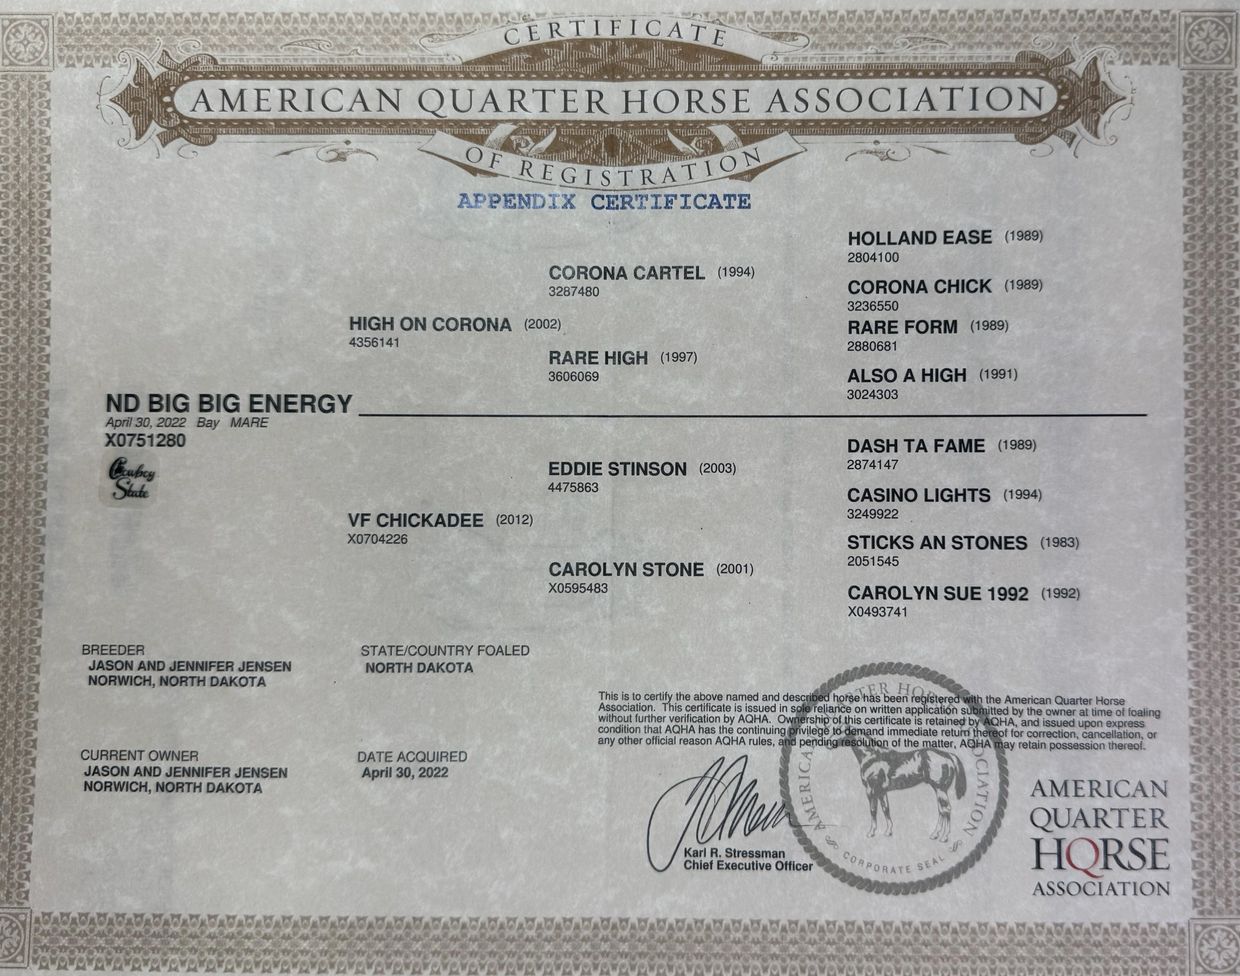 CERTIFICATE
AMERICAN QUARTER HORSE ASSOCIATION
OF REGISTRATION
APPENDIX CERTIFICATE
HOLLAND EASE (1989)
2804100
CORONA CARTEL (1994)
3287480
CORONA CHICK (1989)
3236550
HIGH ON CORONA (2002)
4356141
RARE FORM (1989)
2880681
RARE HIGH (1997)
3606069
ALSO A HIGH (1991)
3024303
ND BIG BIG ENERGY
April 30, 2022 Bay MARE
X0751280
Cowboy
State
DASH TA FAME (1989)
2874147
EDDIE STINSON (2003)
4475863
CASINO LIGHTS (1994)
3249922
VF CHICKADEE (2012)
X0704226
STICKS AN STONES (1983)
2051545
CAROLYN STONE (2001)
X0595483
CAROLYN SUE 1992 (1992)
X0493741
BREEDER
JASON AND JENNIFER JENSEN
NORWICH, NORTH DAKOTA
STATE/COUNTRY FOALED
NORTH DAKOTA
CURRENT OWNER
JASON AND JENNIFER JENSEN
NORWICH, NORTH DAKOTA
DATE ACQUIRED
April 30, 2022
This is to certify the above named and described horse has been registered with the American Quarter Horse
Association. This certificate is issued in sole reliance on written application submitted by the owner at time of foaling
without further verification by AQHA. Ownership of this certificate is retained by AQHA, and issued upon express
condition that AQHA has the continuing privilege to demand immediate return thereof for correction, cancellation, or
any other official reason AQHA rules, and pending resolution of the matter, AQHA may retain possession thereof.
Karl R. Stressman
Chief Executive Officer
AMERICAN QUARTER HORSE ASSOCIATION
CORPORATE SEAL
AMERICAN
QUARTER
HORSE
ASSOCIATION